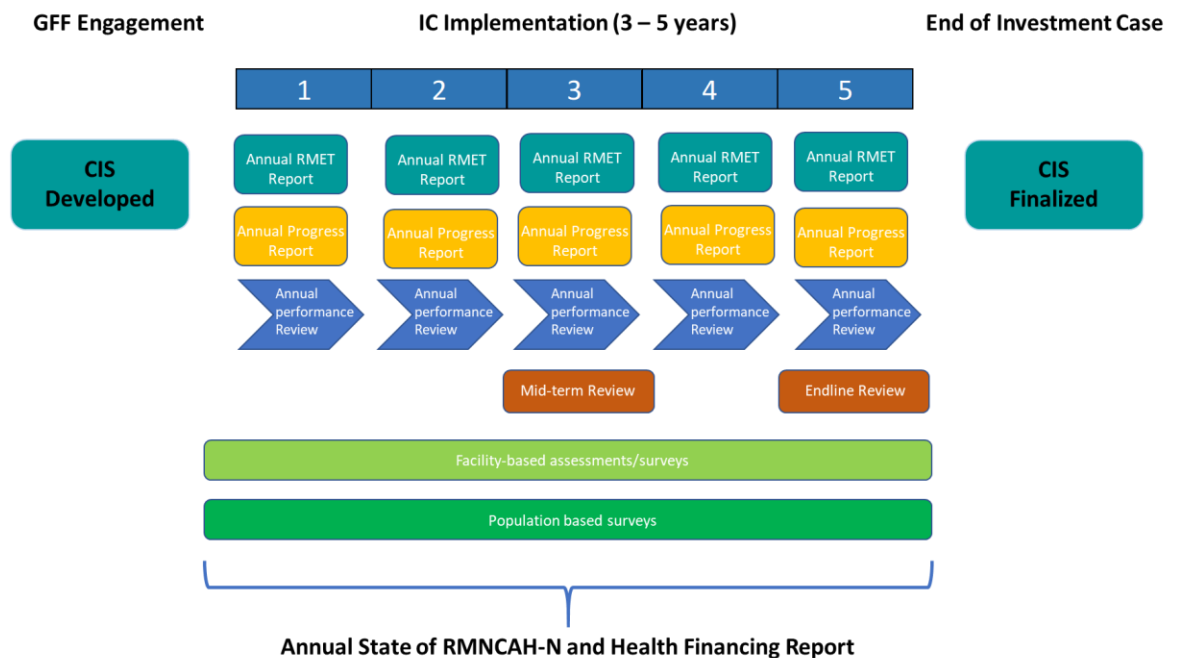 GFF Engagement
IC Implementation (3 – 5 years)
End of Investment Case
1
2
3
4
5
CIS
Developed
Annual RMET
Report
Annual RMET
Report
Annual RMET
Report
Annual RMET
Report
Annual RMET
Report
CIS
Finalized
Annual Progress
Report
Annual Progress
Report
Annual Progress
Report
Annual Progress
Report
Annual Progress
Report
Annual
performance
Review
Annual
performance
Review
Annual
performance
Review
Annual
performance
Review
Annual
performance
Review
Mid-term Review
Endline Review
Facility-based assessments/surveys
Population based surveys
Annual State of RMNCAH-N and Health Financing Report